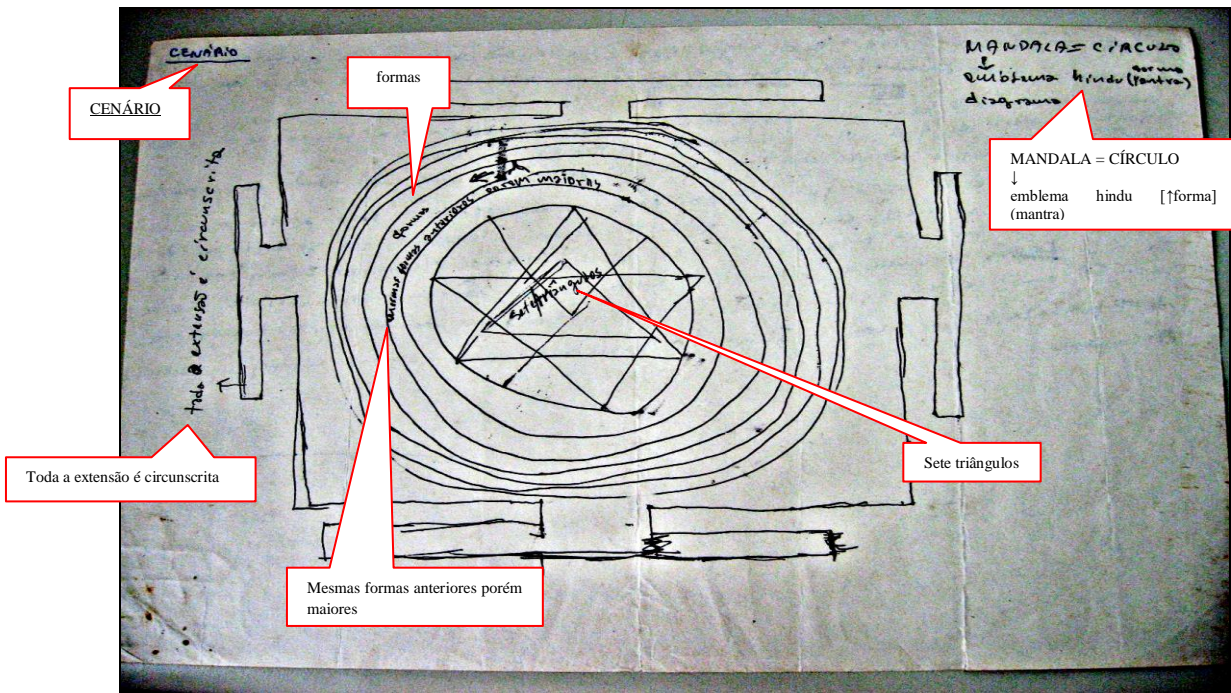 CENÁRIO
MANDALA = CÍRCULO
↓
forma
emblema hindu (mantra)
diagrama
formas
CENÁRIO
MANDALA = CÍRCULO
↓
emblema hindu [↑forma]
(mantra)
formas
mesmas formas anteriores porém maiores
sete triângulos
toda a extensão é circunscrita
Toda a extensão é circunscrita
Sete triângulos
Mesmas formas anteriores porém
maiores